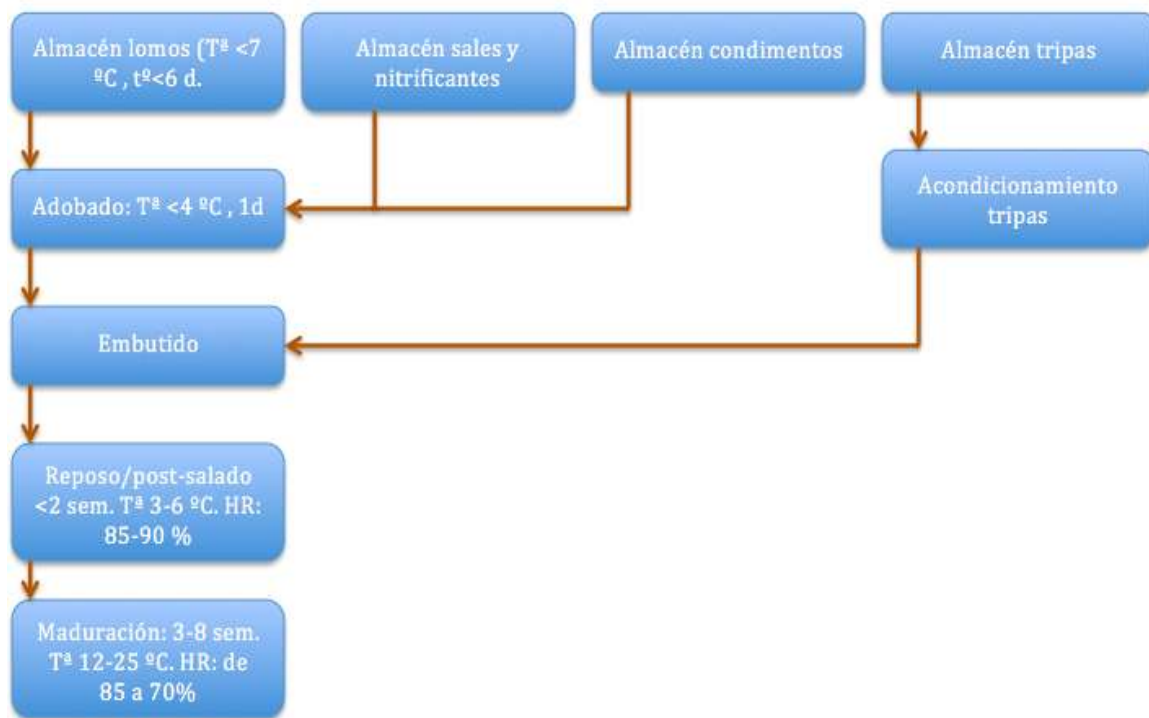 Almacén lomos (Tª <7
ºC , tº<6 d.
Almacén sales y
nitrificantes
Almacén condimentos
Almacén tripas
Adobado: Tª <4 ºC , 1d
Acondicionamiento
tripas
Embutido
Reposo/post-salado
<2 sem. Tª 3-6 ºC. HR:
85-90 %
Maduración: 3-8 sem.
Tª 12-25 ºC. HR: de
85 a 70%